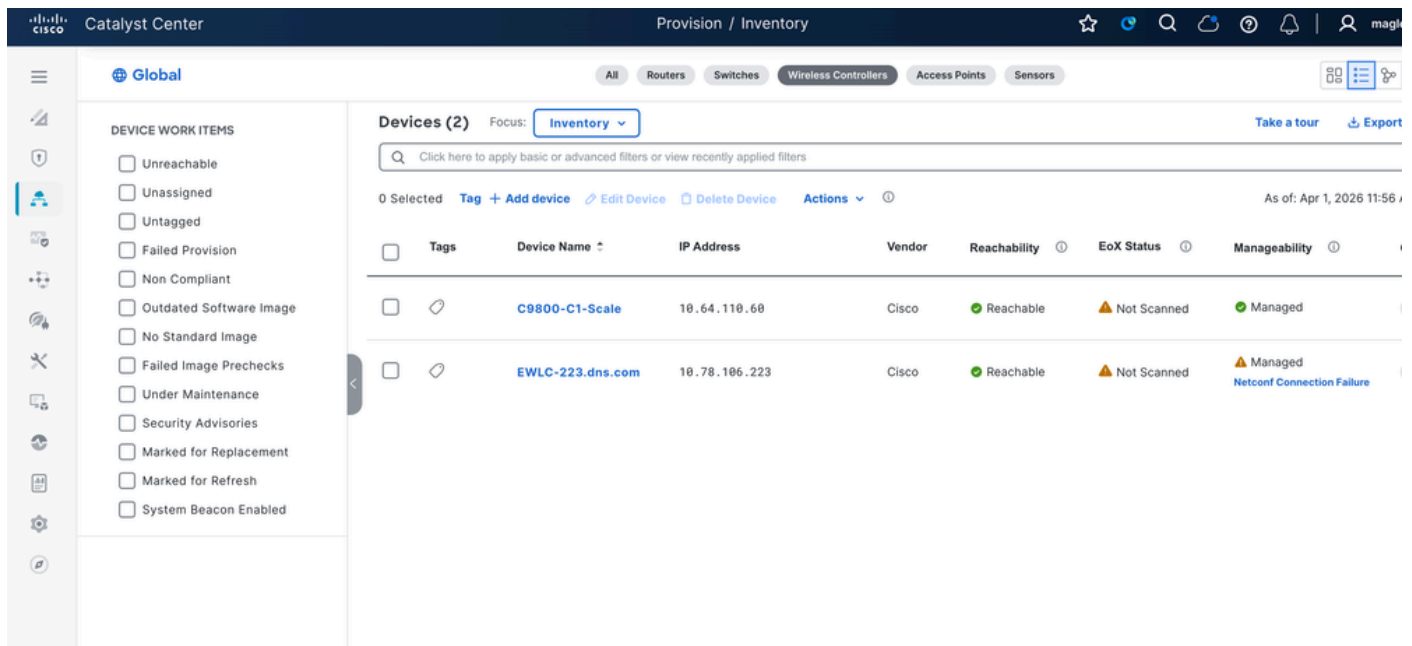 cisco Catalyst Center Provision / Inventory magle
Global All Routers Switches Wireless Controllers Access Points Sensors
DEVICE WORK ITEMS
Unreachable
Unassigned
Untagged
Failed Provision
Non Compliant
Outdated Software Image
No Standard Image
Failed Image Prechecks
Under Maintenance
Security Advisories
Marked for Replacement
Marked for Refresh
System Beacon Enabled
Devices (2) Focus: Inventory Take a tour Export
Click here to apply basic or advanced filters or view recently applied filters
0 Selected Tag + Add device Edit Device Delete Device Actions As of: Apr 1, 2026 11:56
Tags Device Name IP Address Vendor Reachability EoX Status Manageability
C9800-C1-Scale 10.64.110.60 Cisco Reachable Not Scanned Managed
EWLC-223.dns.com 10.78.106.223 Cisco Reachable Not Scanned Managed
Netconf Connection Failure